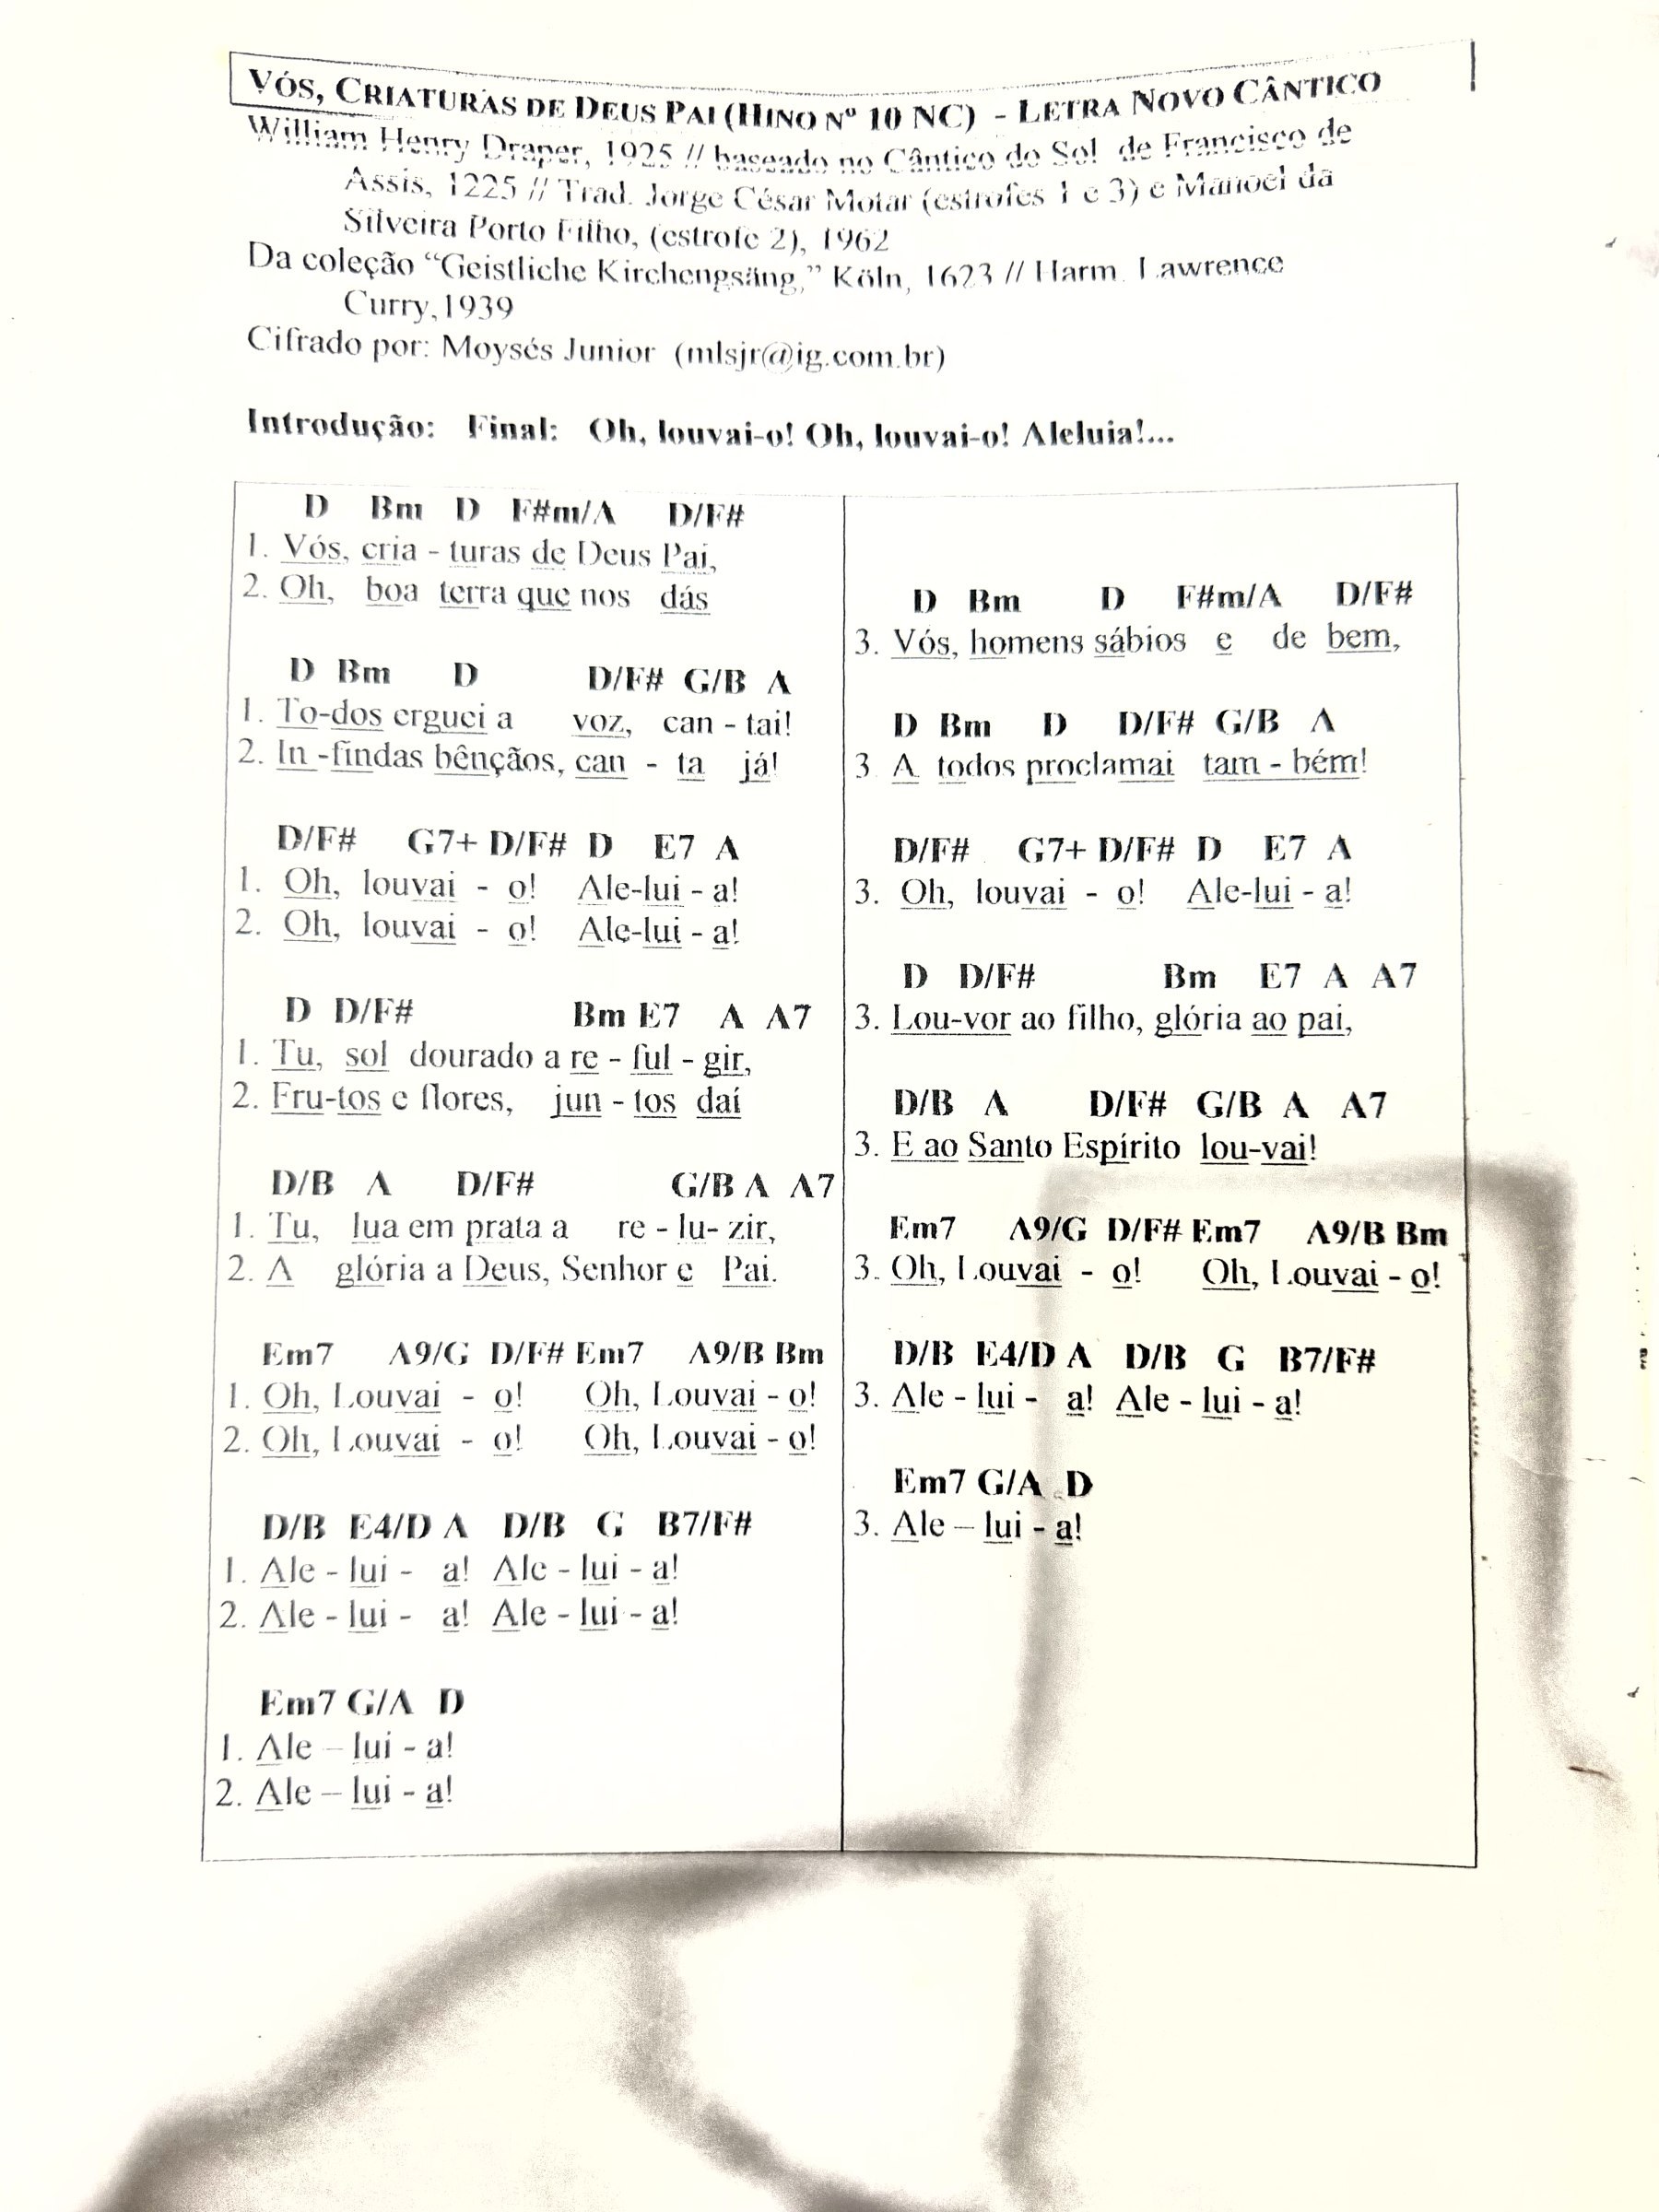 VÓS, CRIATURAS DE DEUS PAI (HINO Nº 10 NC) - LETRA NOVO CÂNTICO
William Henry Draper, 1925 // baseado no Cântico do Sol de Francisco de
Assis, 1225 // Trad. Jorge César Motar (estrofes 1 e 3) e Manoel da
Silveira Porto Filho, (estrofe 2), 1962
Da coleção “Geistliche Kirchengsäng,” Köln, 1623 // Harm. Lawrence
Curry,1939
Cifrado por: Moysés Junior (mlsjr@ig.com.br)
Introdução: Final: Oh, louvai-o! Oh, louvai-o! Aleluia!...
D Bm D F#m/A D/F#
1. Vós, cria - turas de Deus Pai,
2. Oh, boa terra que nos dás
D Bm D D/F# G/B A
1. To-dos erguei a voz, can - tai!
2. In -findas bênçãos, can - ta já!
D/F# G7+ D/F# D E7 A
1. Oh, louvai - o! Ale-lui - a!
2. Oh, louvai - o! Ale-lui - a!
D D/F# Bm E7 A A7
1. Tu, sol dourado a re - ful - gir,
2. Fru-tos e flores, jun - tos daí
D/B A D/F# G/B A A7
1. Tu, lua em prata a re - lu- zir,
2. A glória a Deus, Senhor e Pai.
Em7 A9/G D/F# Em7 A9/B Bm
1. Oh, Louvai - o! Oh, Louvai - o!
2. Oh, Louvai - o! Oh, Louvai - o!
D/B E4/D A D/B G B7/F#
1. Ale - lui - a! Ale - lui - a!
2. Ale - lui - a! Ale - lui - a!
Em7 G/A D
1. Ale – lui - a!
2. Ale – lui - a!
D Bm D F#m/A D/F#
3. Vós, homens sábios e de bem,
D Bm D D/F# G/B A
3 A todos proclamai tam - bém!
D/F# G7+ D/F# D E7 A
3. Oh, louvai - o! Ale-lui - a!
D D/F# Bm E7 A A7
3. Lou-vor ao filho, glória ao pai,
D/B A D/F# G/B A A7
3. E ao Santo Espírito lou-vai!
Em7 A9/G D/F# Em7 A9/B Bm
3. Oh, Louvai - o! Oh, Louvai - o!
D/B E4/D A D/B G B7/F#
3. Ale - lui - a! Ale - lui - a!
Em7 G/A D
3. Ale – lui - a!